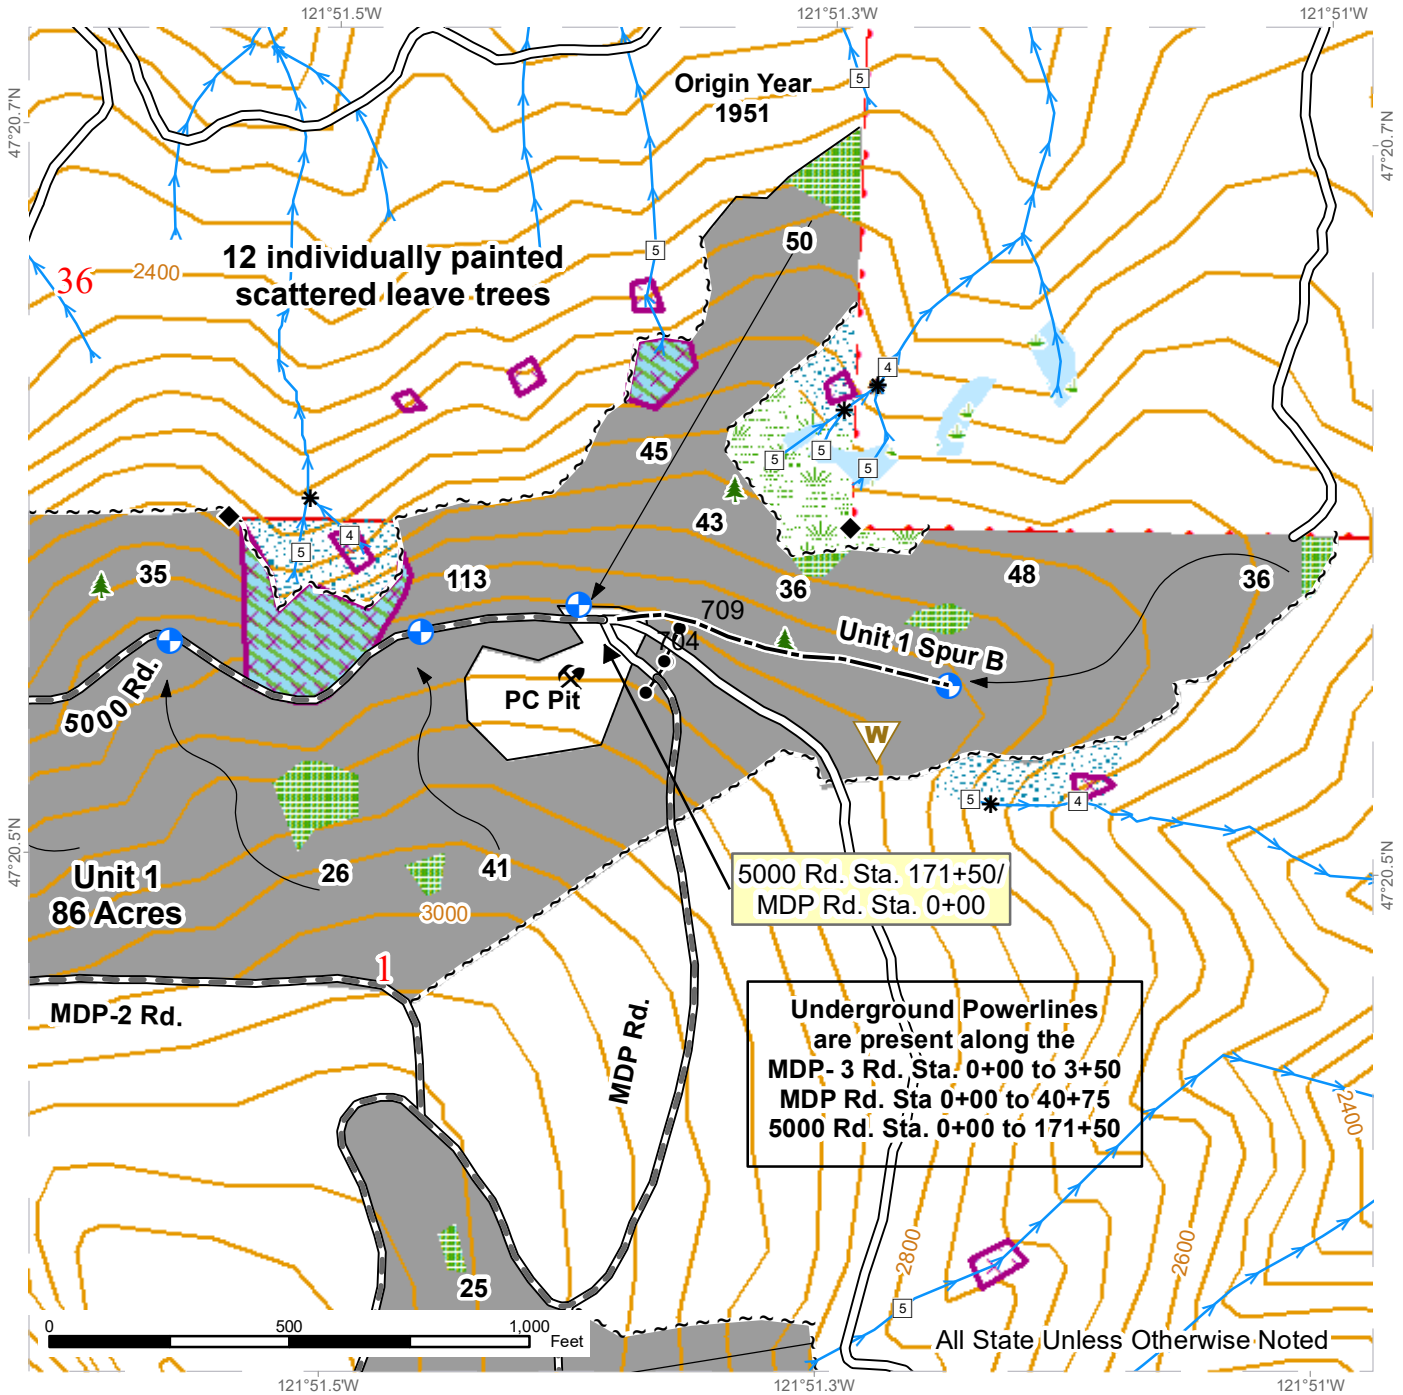 121°51.5'W
121°51.3'W
121°51'W
47°20.7'N
47°20.7'N
Origin Year
1951
5
50
5
12 individually painted
scattered leave trees
36
2400
4
5
5
5
45
43
4
5
35
113
36
48
36
709
704
Unit 1 Spur B
5000 Rd.
PC Pit
W
5
4
Unit 1
86 Acres
26
41
3000
47°20.5'N
47°20.5'N
5000 Rd. Sta. 171+50/
MDP Rd. Sta. 0+00
1
MDP-2 Rd.
MDP Rd.
Underground Powerlines
are present along the
MDP- 3 Rd. Sta. 0+00 to 3+50
MDP Rd. Sta 0+00 to 40+75
5000 Rd. Sta. 0+00 to 171+50
2400
2800
2600
25
5
0 500 1,000
Feet
All State Unless Otherwise Noted
121°51.5'W
121°51.3'W
121°51'W